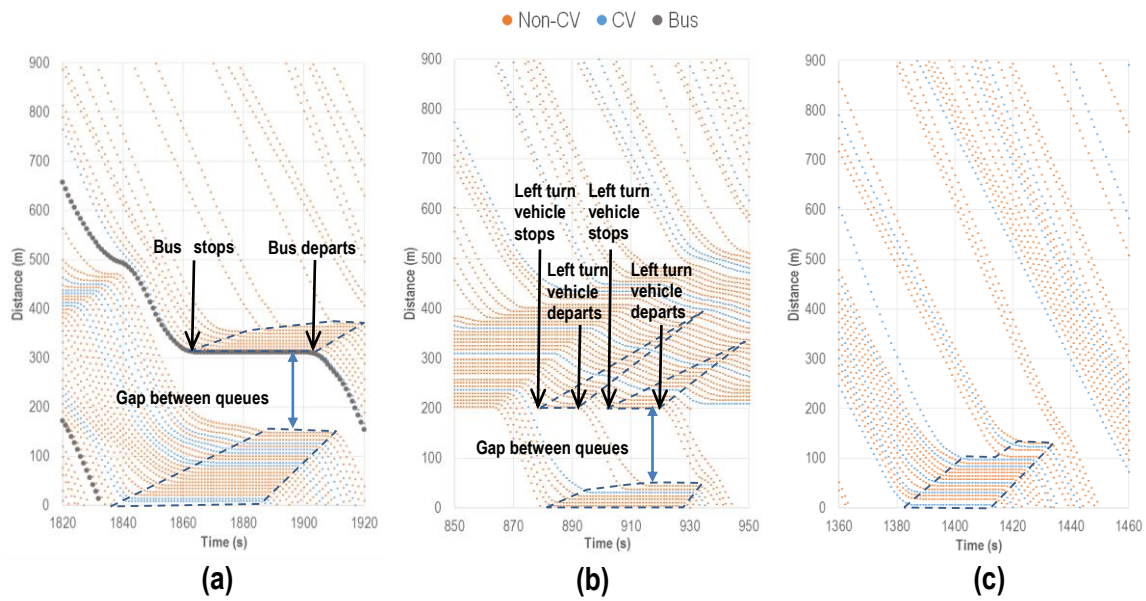 Non-CV CV Bus
900
800
700
600
500
400
300
200
100
0
Distance (m)
Bus stops
Bus departs
Gap between queues
1820 1840 1860 1880 1900 1920
Time (s)
(a)
900
800
700
600
500
400
300
200
100
0
Distance (m)
Left turn
vehicle
stops
Left turn
vehicle
stops
Left turn
vehicle
departs
Left turn
vehicle
departs
Gap between queues
850 870 890 910 930 950
Time (s)
(b)
900
800
700
600
500
400
300
200
100
0
Distance (m)
1360 1380 1400 1420 1440 1460
Time (s)
(c)